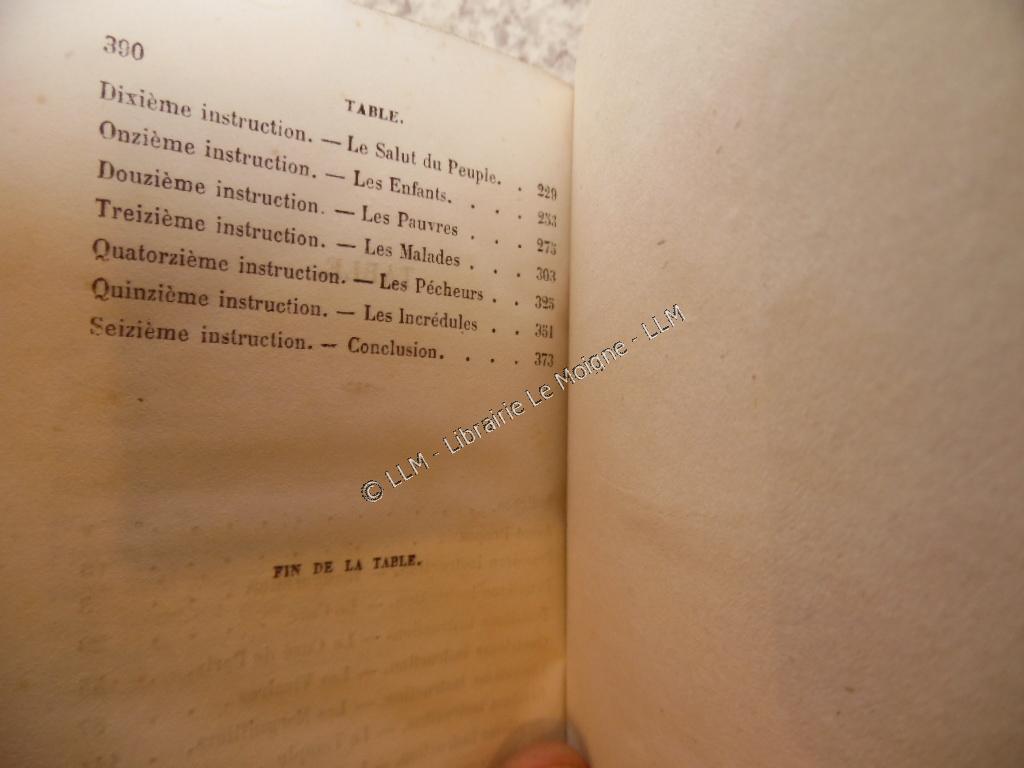 390
TABLE.
Dixième instruction. — Le Salut du Peuple. . 229
Onzième instruction. — Les Enfants. . . . 253
Douzième instruction. — Les Pauvres . . . 275
Treizième instruction. — Les Malades . . . 303
Quatorzième instruction. — Les Pécheurs . . 325
Quinzième instruction. — Les Incrédules . . 351
Seizième instruction. — Conclusion. . . . 373
© LLM - Librairie Le Moigne - LLM
FIN DE LA TABLE.